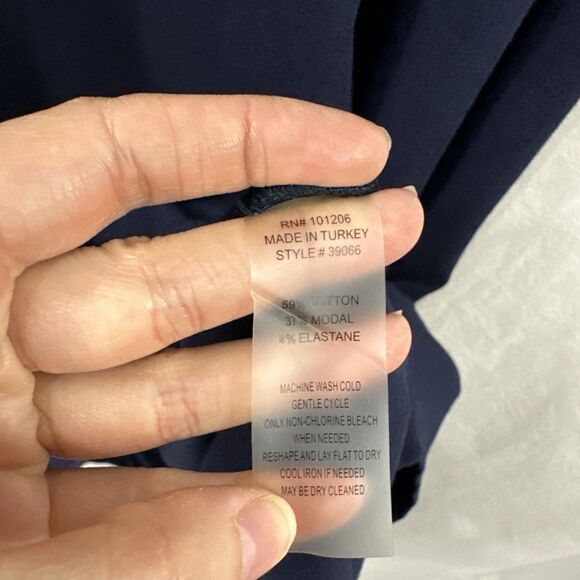 RN# 101206
MADE IN TURKEY
STYLE # 39066
59% COTTON
37% MODAL
4% ELASTANE
MACHINE WASH COLD
GENTLE CYCLE
ONLY NON-CHLORINE BLEACH
WHEN NEEDED
RESHAPE AND LAY FLAT TO DRY
COOL IRON IF NEEDED
MAY BE DRY CLEANED